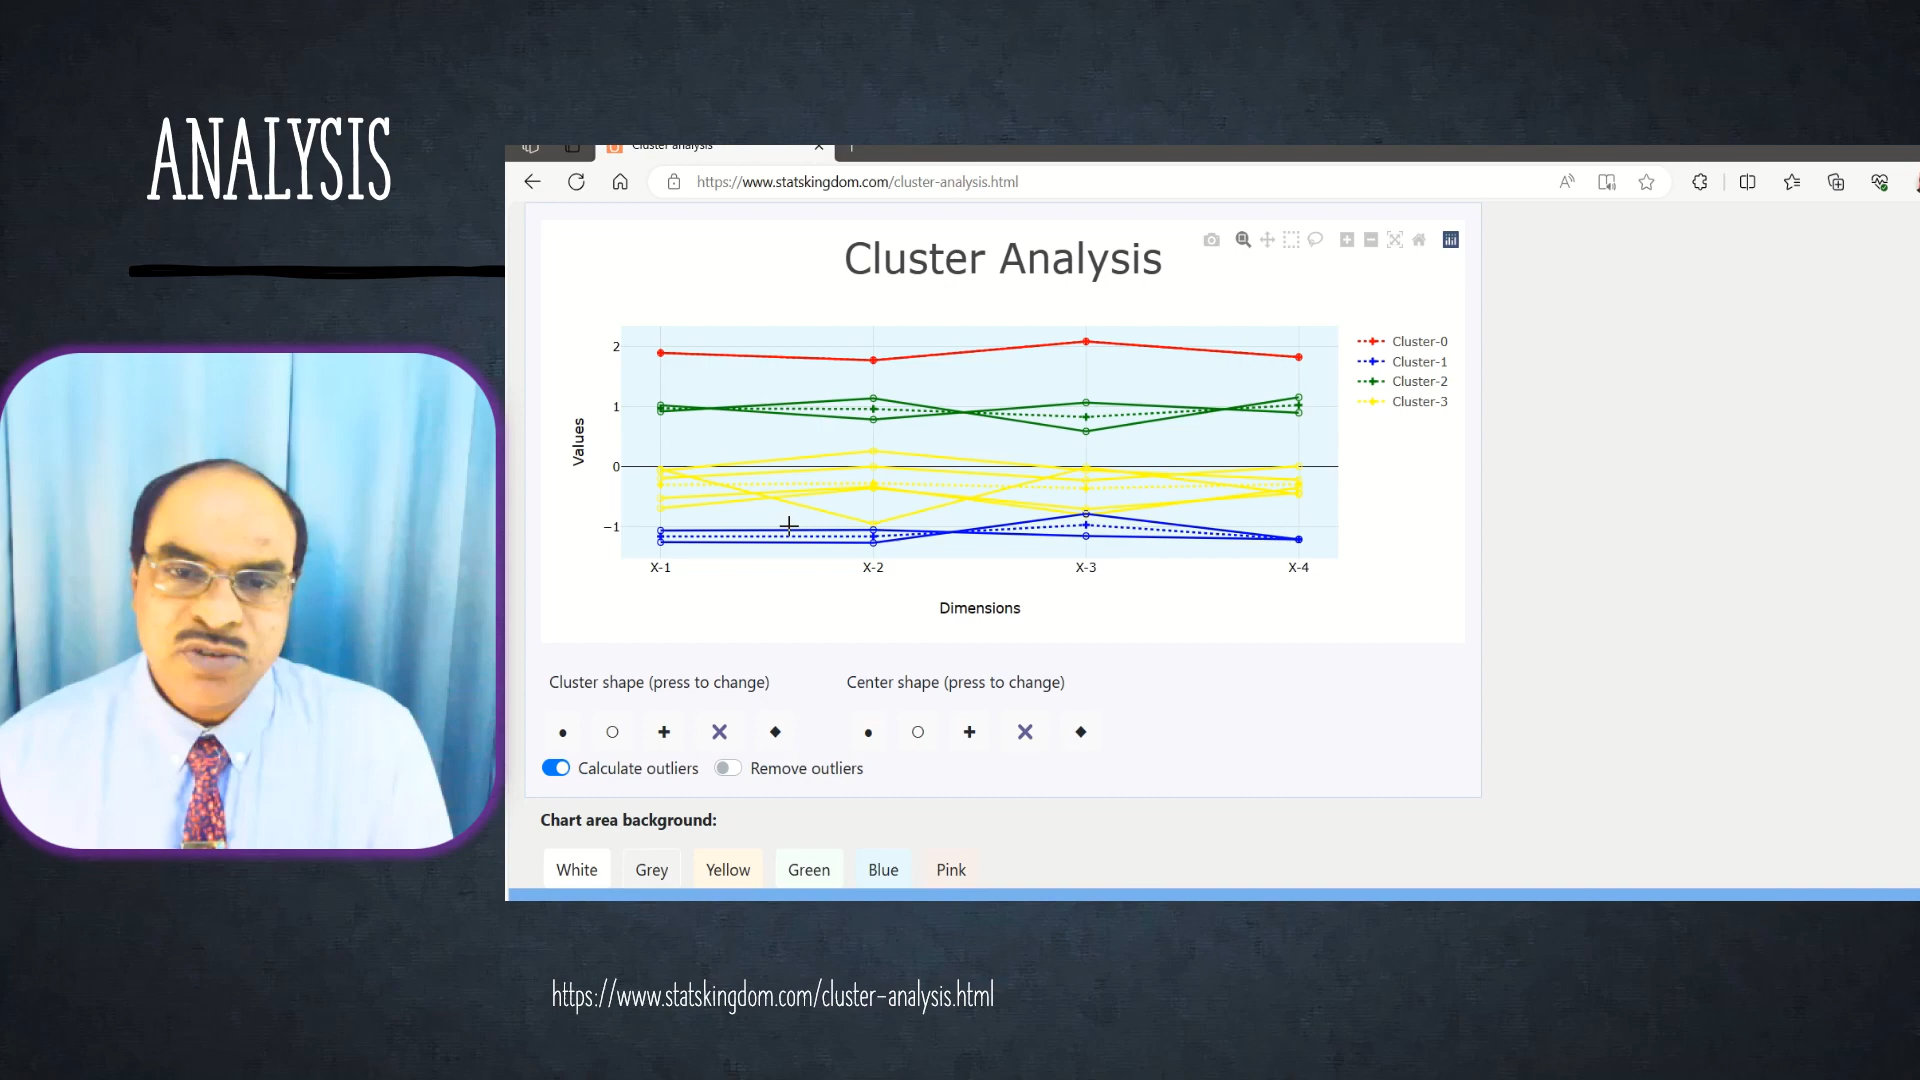 ANALYSIS
Cluster analysis
https://www.statskingdom.com/cluster-analysis.html
Cluster Analysis
Values
2
1
0
−1
X-1
X-2
X-3
X-4
Dimensions
Cluster-0
Cluster-1
Cluster-2
Cluster-3
Cluster shape (press to change)
Center shape (press to change)
Calculate outliers
Remove outliers
Chart area background:
White
Grey
Yellow
Green
Blue
Pink
https://www.statskingdom.com/cluster-analysis.html